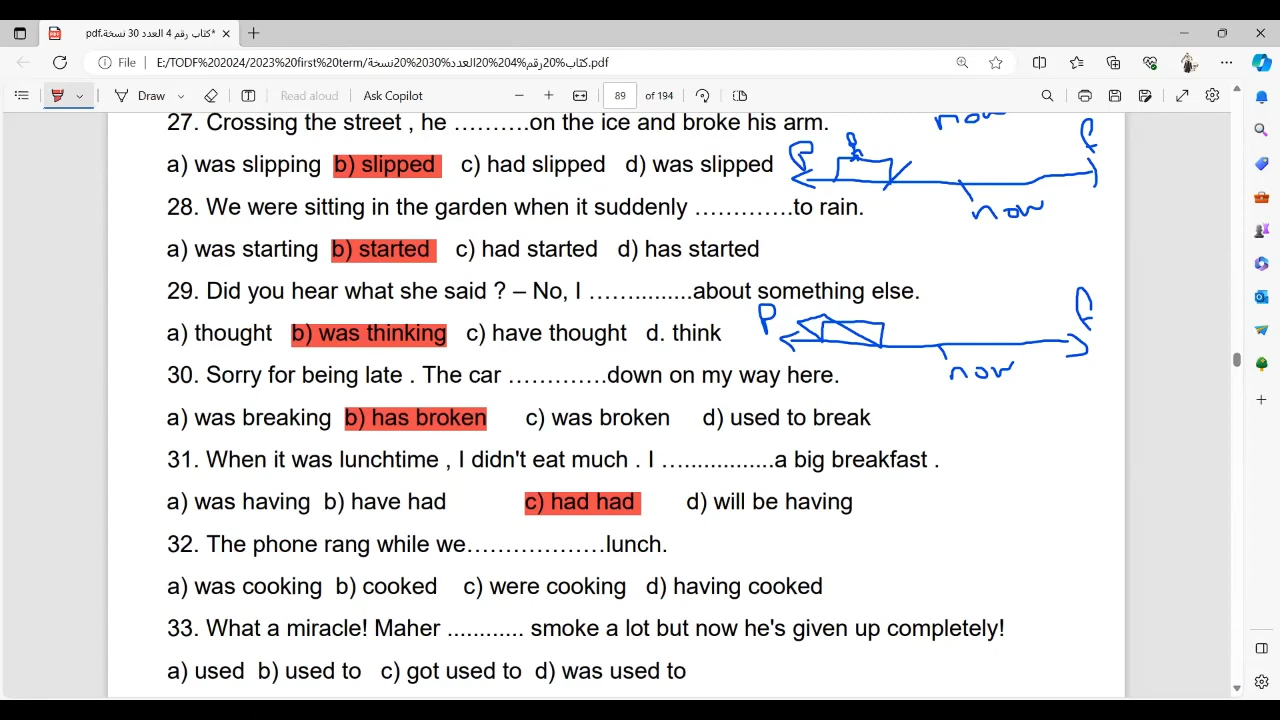 *كتاب رقم 4 العدد 30 نسخة.pdf
File E:/TODF%202024/2023%20first%20term/كتاب%20رقم%204%20العدد%2030%20نسخة.pdf
Draw Read aloud Ask Copilot 89 of 194
now
27. Crossing the street , he ……….on the ice and broke his arm.
a) was slipping b) slipped c) had slipped d) was slipped
P f
now
28. We were sitting in the garden when it suddenly ………….to rain.
a) was starting b) started c) had started d) has started
29. Did you hear what she said ? – No, I ……..........about something else.
a) thought b) was thinking c) have thought d. think
P f
now
30. Sorry for being late . The car ………….down on my way here.
a) was breaking b) has broken c) was broken d) used to break
31. When it was lunchtime , I didn't eat much . I ….................a big breakfast .
a) was having b) have had c) had had d) will be having
32. The phone rang while we…………………lunch.
a) was cooking b) cooked c) were cooking d) having cooked
33. What a miracle! Maher ............ smoke a lot but now he's given up completely!
a) used b) used to c) got used to d) was used to